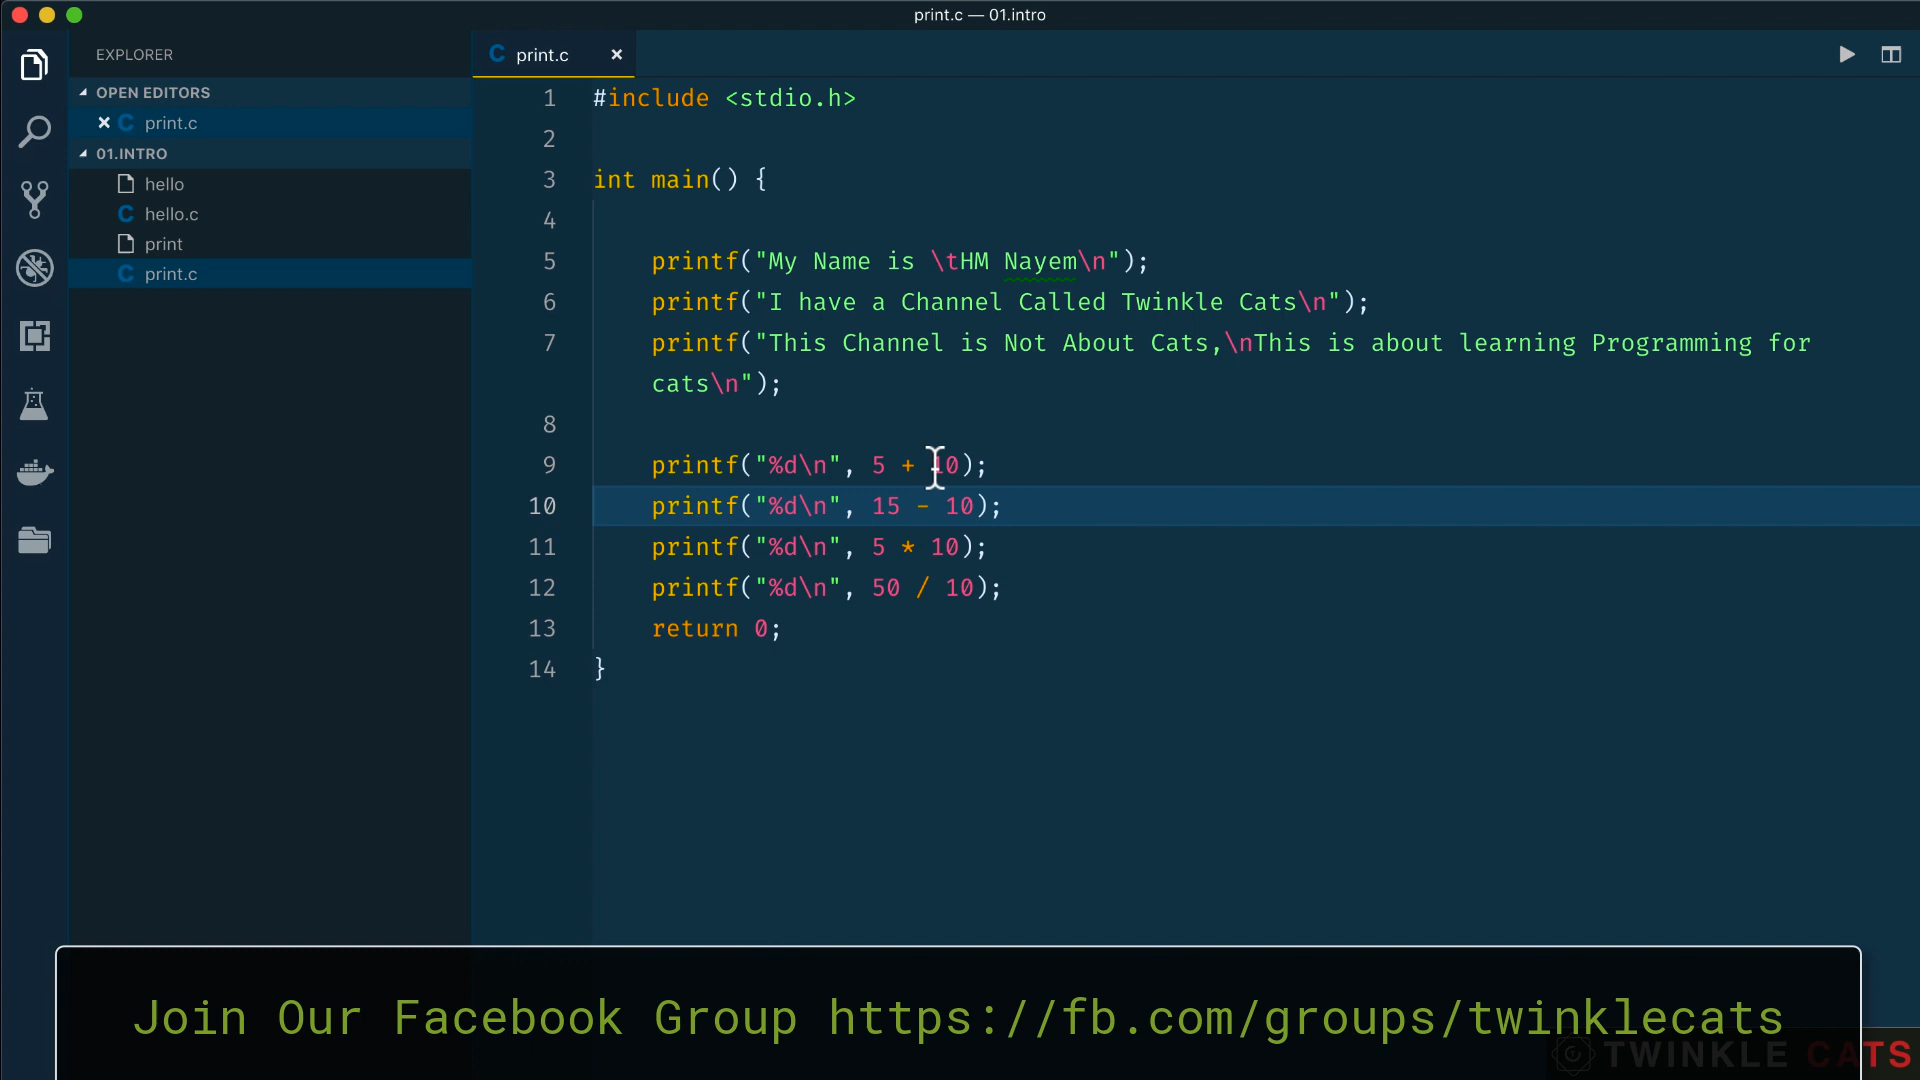 print.c — 01.intro
EXPLORER
OPEN EDITORS
print.c
01.INTRO
hello
hello.c
print
print.c
print.c
1 #include <stdio.h>
2
3 int main() {
4
5 printf("My Name is \tHM Nayem\n");
6 printf("I have a Channel Called Twinkle Cats\n");
7 printf("This Channel is Not About Cats,\nThis is about learning Programming for
cats\n");
8
9 printf("%d\n", 5 + 10);
10 printf("%d\n", 15 - 10);
11 printf("%d\n", 5 * 10);
12 printf("%d\n", 50 / 10);
13 return 0;
14 }
Join Our Facebook Group https://fb.com/groups/twinklecats
TWINKLE CATS